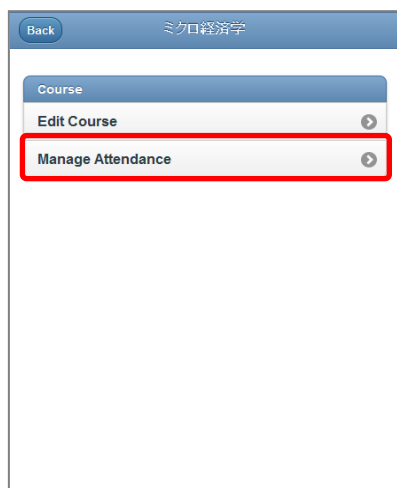 Back
ミクロ経済学
Course
Edit Course
Manage Attendance